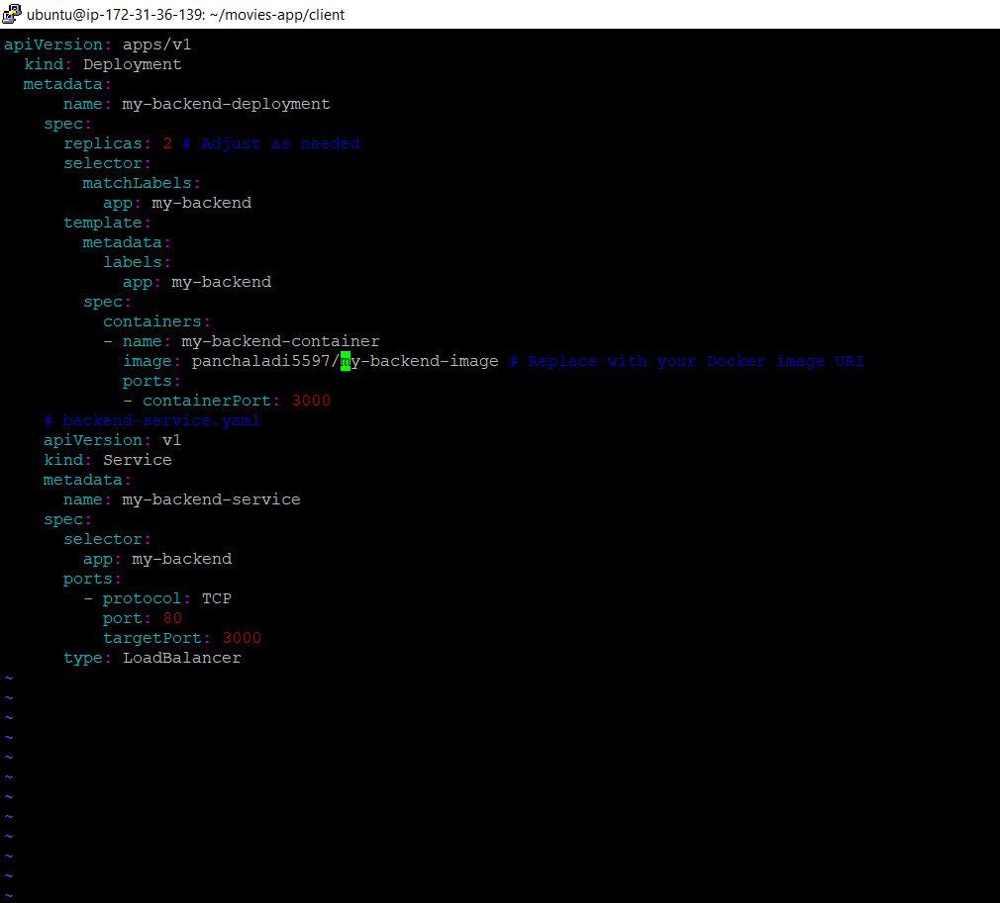 ubuntu@ip-172-31-36-139: ~/movies-app/client
apiVersion: apps/v1
  kind: Deployment
  metadata:
      name: my-backend-deployment
    spec:
      replicas: 2 # Adjust as needed
      selector:
        matchLabels:
          app: my-backend
      template:
        metadata:
          labels:
            app: my-backend
        spec:
          containers:
          - name: my-backend-container
            image: panchaladi5597/my-backend-image # Replace with your Docker image URI
            ports:
            - containerPort: 3000
    # backend-service.yaml
    apiVersion: v1
    kind: Service
    metadata:
      name: my-backend-service
    spec:
      selector:
        app: my-backend
      ports:
        - protocol: TCP
          port: 80
          targetPort: 3000
      type: LoadBalancer
~
~
~
~
~
~
~
~
~
~
~
~